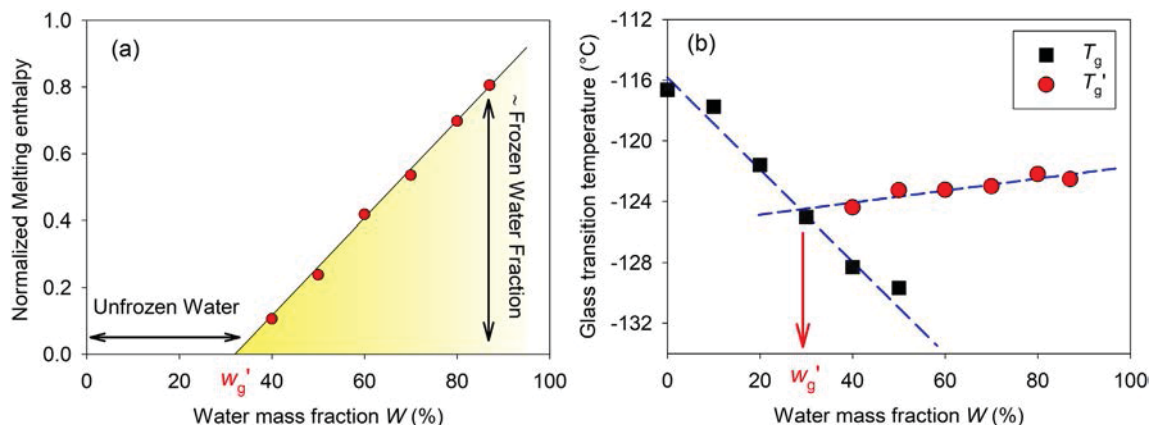 (a)
Normalized Melting enthalpy
1.0
0.8
0.6
0.4
0.2
0.0
Unfrozen Water
~ Frozen Water Fraction
0
20
wg'
40
60
80
100
Water mass fraction W (%)
(b)
Glass transition temperature (°C)
-112
-116
-120
-124
-128
-132
Tg
Tg'
0
20
wg'
40
60
80
100
Water mass fraction W (%)